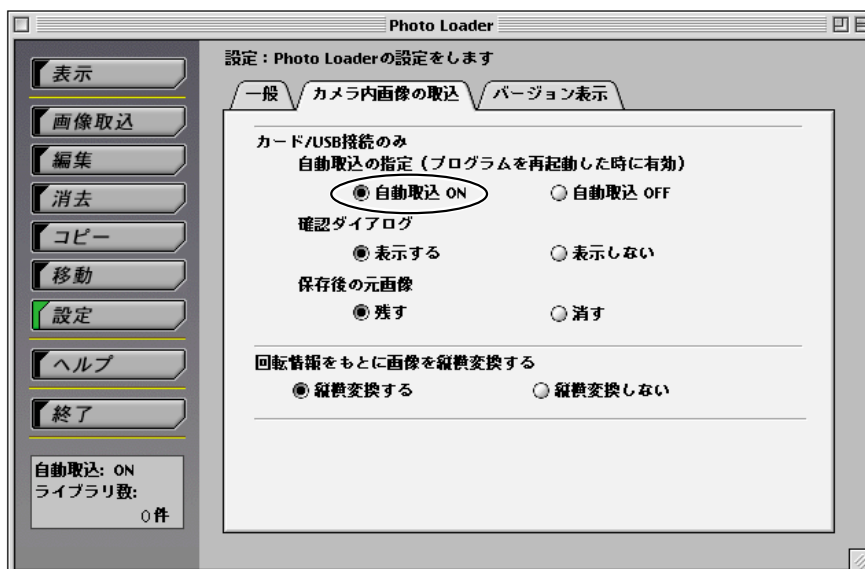 Photo Loader
表示
画像取込
編集
消去
コピー
移動
設定
ヘルプ
終了
自動取込: ON
ライブラリ数:
0件
設定：Photo Loaderの設定をします
一般
カメラ内画像の取込
バージョン表示
カード/USB接続のみ
自動取込の指定（プログラムを再起動した時に有効）
自動取込 ON 自動取込 OFF
確認ダイアログ
表示する 表示しない
保存後の元画像
残す 消す
回転情報をもとに画像を縦横変換する
縦横変換する 縦横変換しない